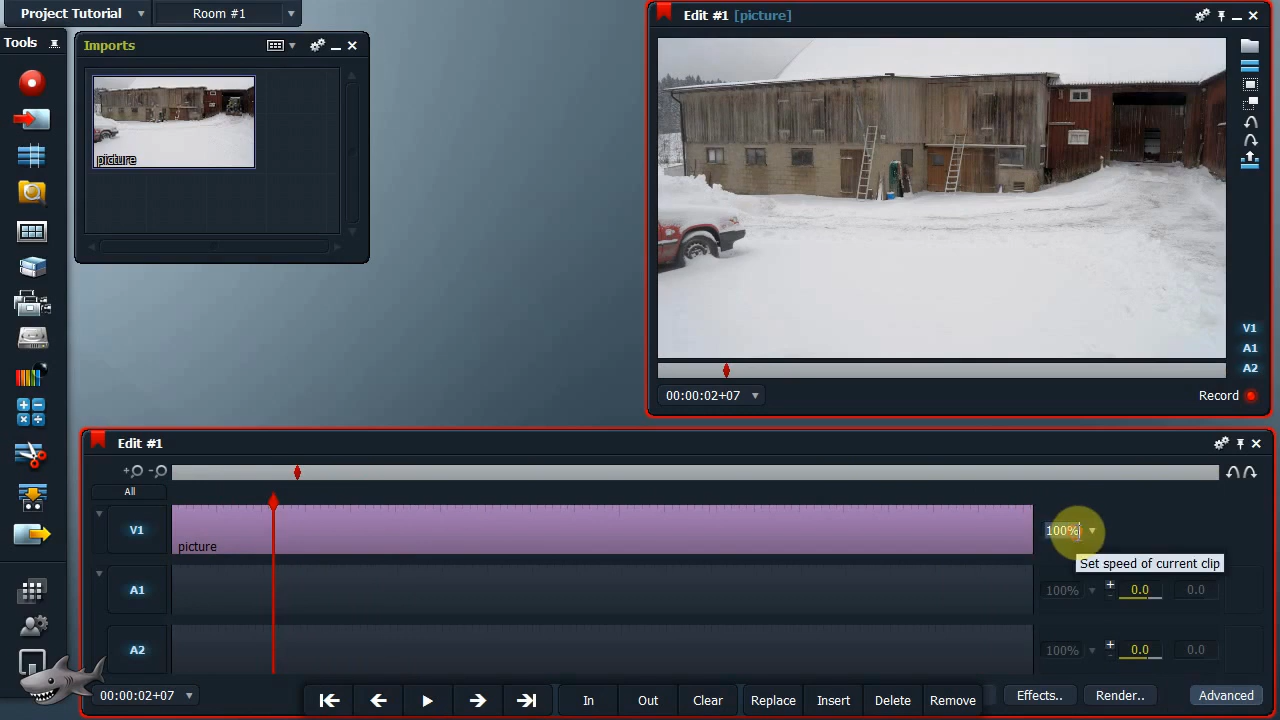 Project Tutorial
Room #1
Tools
Imports
picture
Edit #1 [picture]
V1
A1
A2
00:00:02+07
Record
Edit #1
All
V1
picture
100%
Set speed of current clip
A1
100%
+
-
0.0
0.0
A2
100%
+
-
0.0
0.0
00:00:02+07
In
Out
Clear
Replace
Insert
Delete
Remove
Effects..
Render..
Advanced